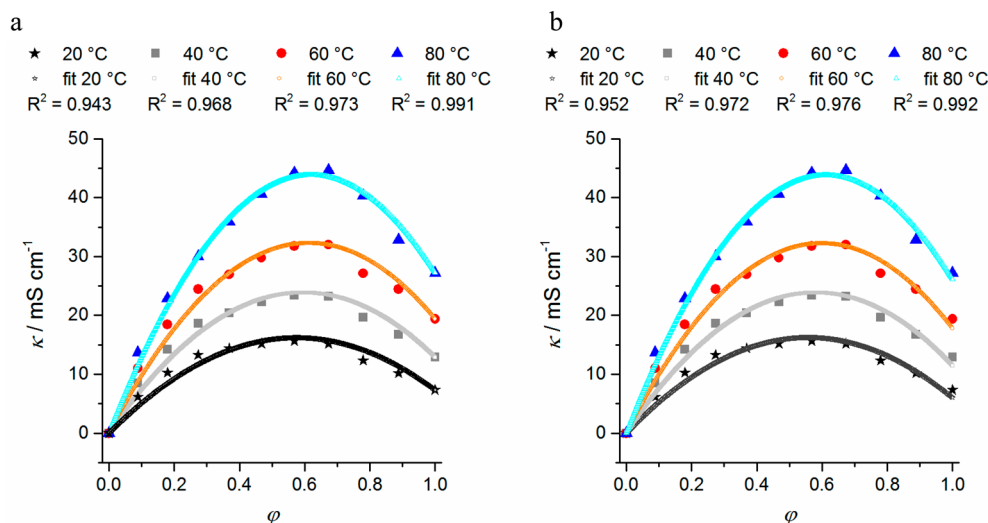 a
20 °C 40 °C 60 °C 80 °C
fit 20 °C fit 40 °C fit 60 °C fit 80 °C
R² = 0.943 R² = 0.968 R² = 0.973 R² = 0.991
50
40
30
20
10
0
κ / mS cm⁻¹
0.0 0.2 0.4 0.6 0.8 1.0
φ
b
20 °C 40 °C 60 °C 80 °C
fit 20 °C fit 40 °C fit 60 °C fit 80 °C
R² = 0.952 R² = 0.972 R² = 0.976 R² = 0.992
50
40
30
20
10
0
κ / mS cm⁻¹
0.0 0.2 0.4 0.6 0.8 1.0
φ